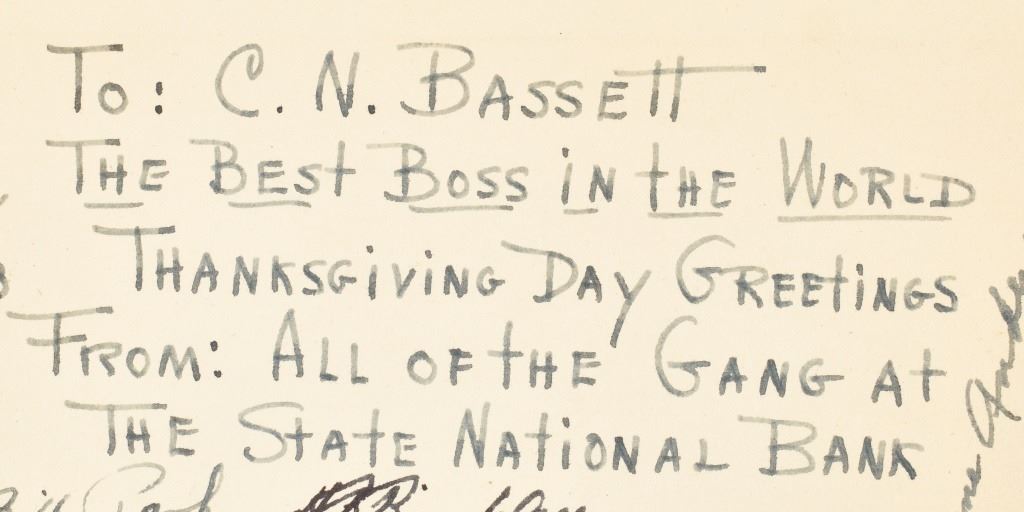 To: C. N. Bassett
The Best Boss in the World
Thanksgiving Day Greetings
From: All of the Gang at
The State National Bank